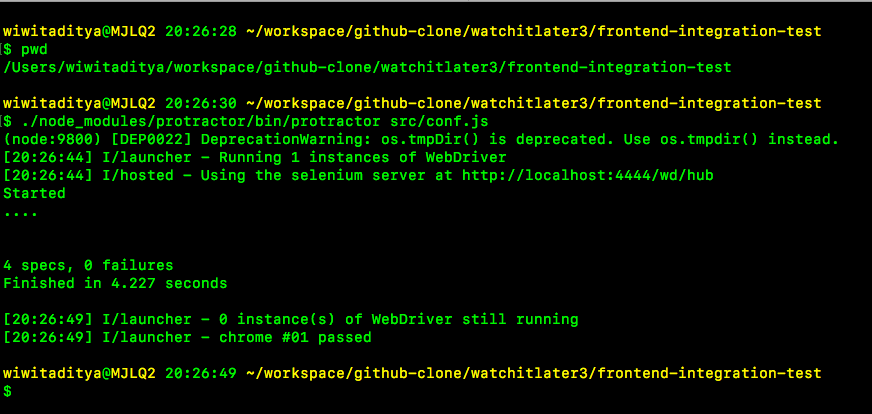 wiwitaditya@MJLQ2 20:26:28 ~/workspace/github-clone/watchitlater3/frontend-integration-test
$ pwd
/Users/wiwitaditya/workspace/github-clone/watchitlater3/frontend-integration-test
wiwitaditya@MJLQ2 20:26:30 ~/workspace/github-clone/watchitlater3/frontend-integration-test
$ ./node_modules/protractor/bin/protractor src/conf.js
(node:9800) [DEP0022] DeprecationWarning: os.tmpDir() is deprecated. Use os.tmpdir() instead.
[20:26:44] I/launcher - Running 1 instances of WebDriver
[20:26:44] I/hosted - Using the selenium server at http://localhost:4444/wd/hub
Started
....
4 specs, 0 failures
Finished in 4.227 seconds
[20:26:49] I/launcher - 0 instance(s) of WebDriver still running
[20:26:49] I/launcher - chrome #01 passed
wiwitaditya@MJLQ2 20:26:49 ~/workspace/github-clone/watchitlater3/frontend-integration-test
$